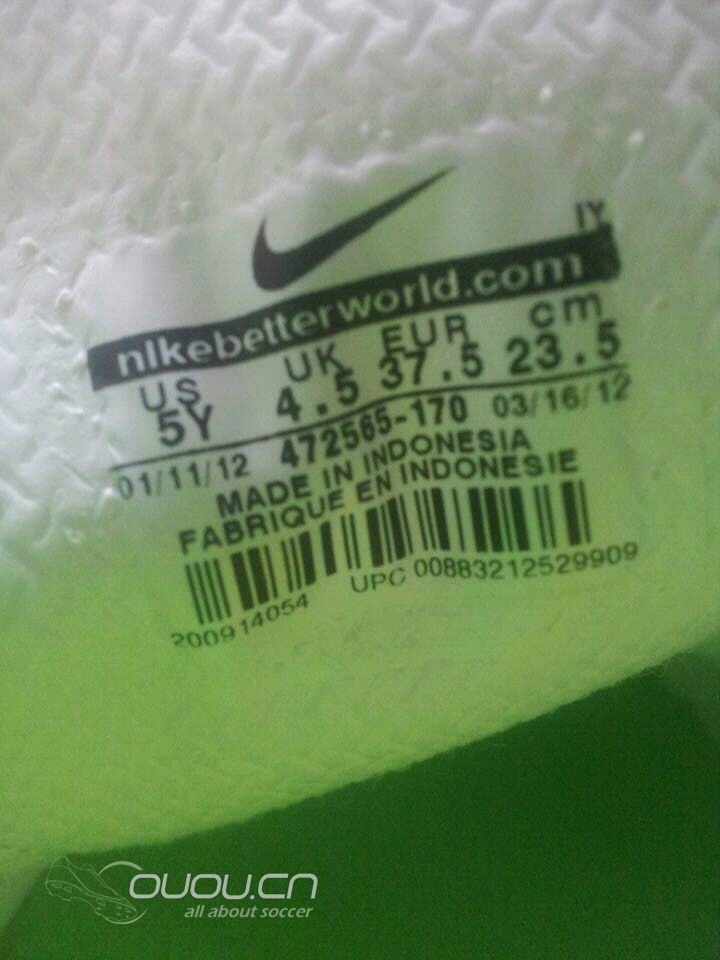 IY
nikebetterworld.com
US UK EUR cm
5Y 4.5 37.5 23.5
01/11/12 472565-170 03/16/12
MADE IN INDONESIA
FABRIQUE EN INDONESIE
200914054 UPC 00883212529909
ouou.cn
all about soccer